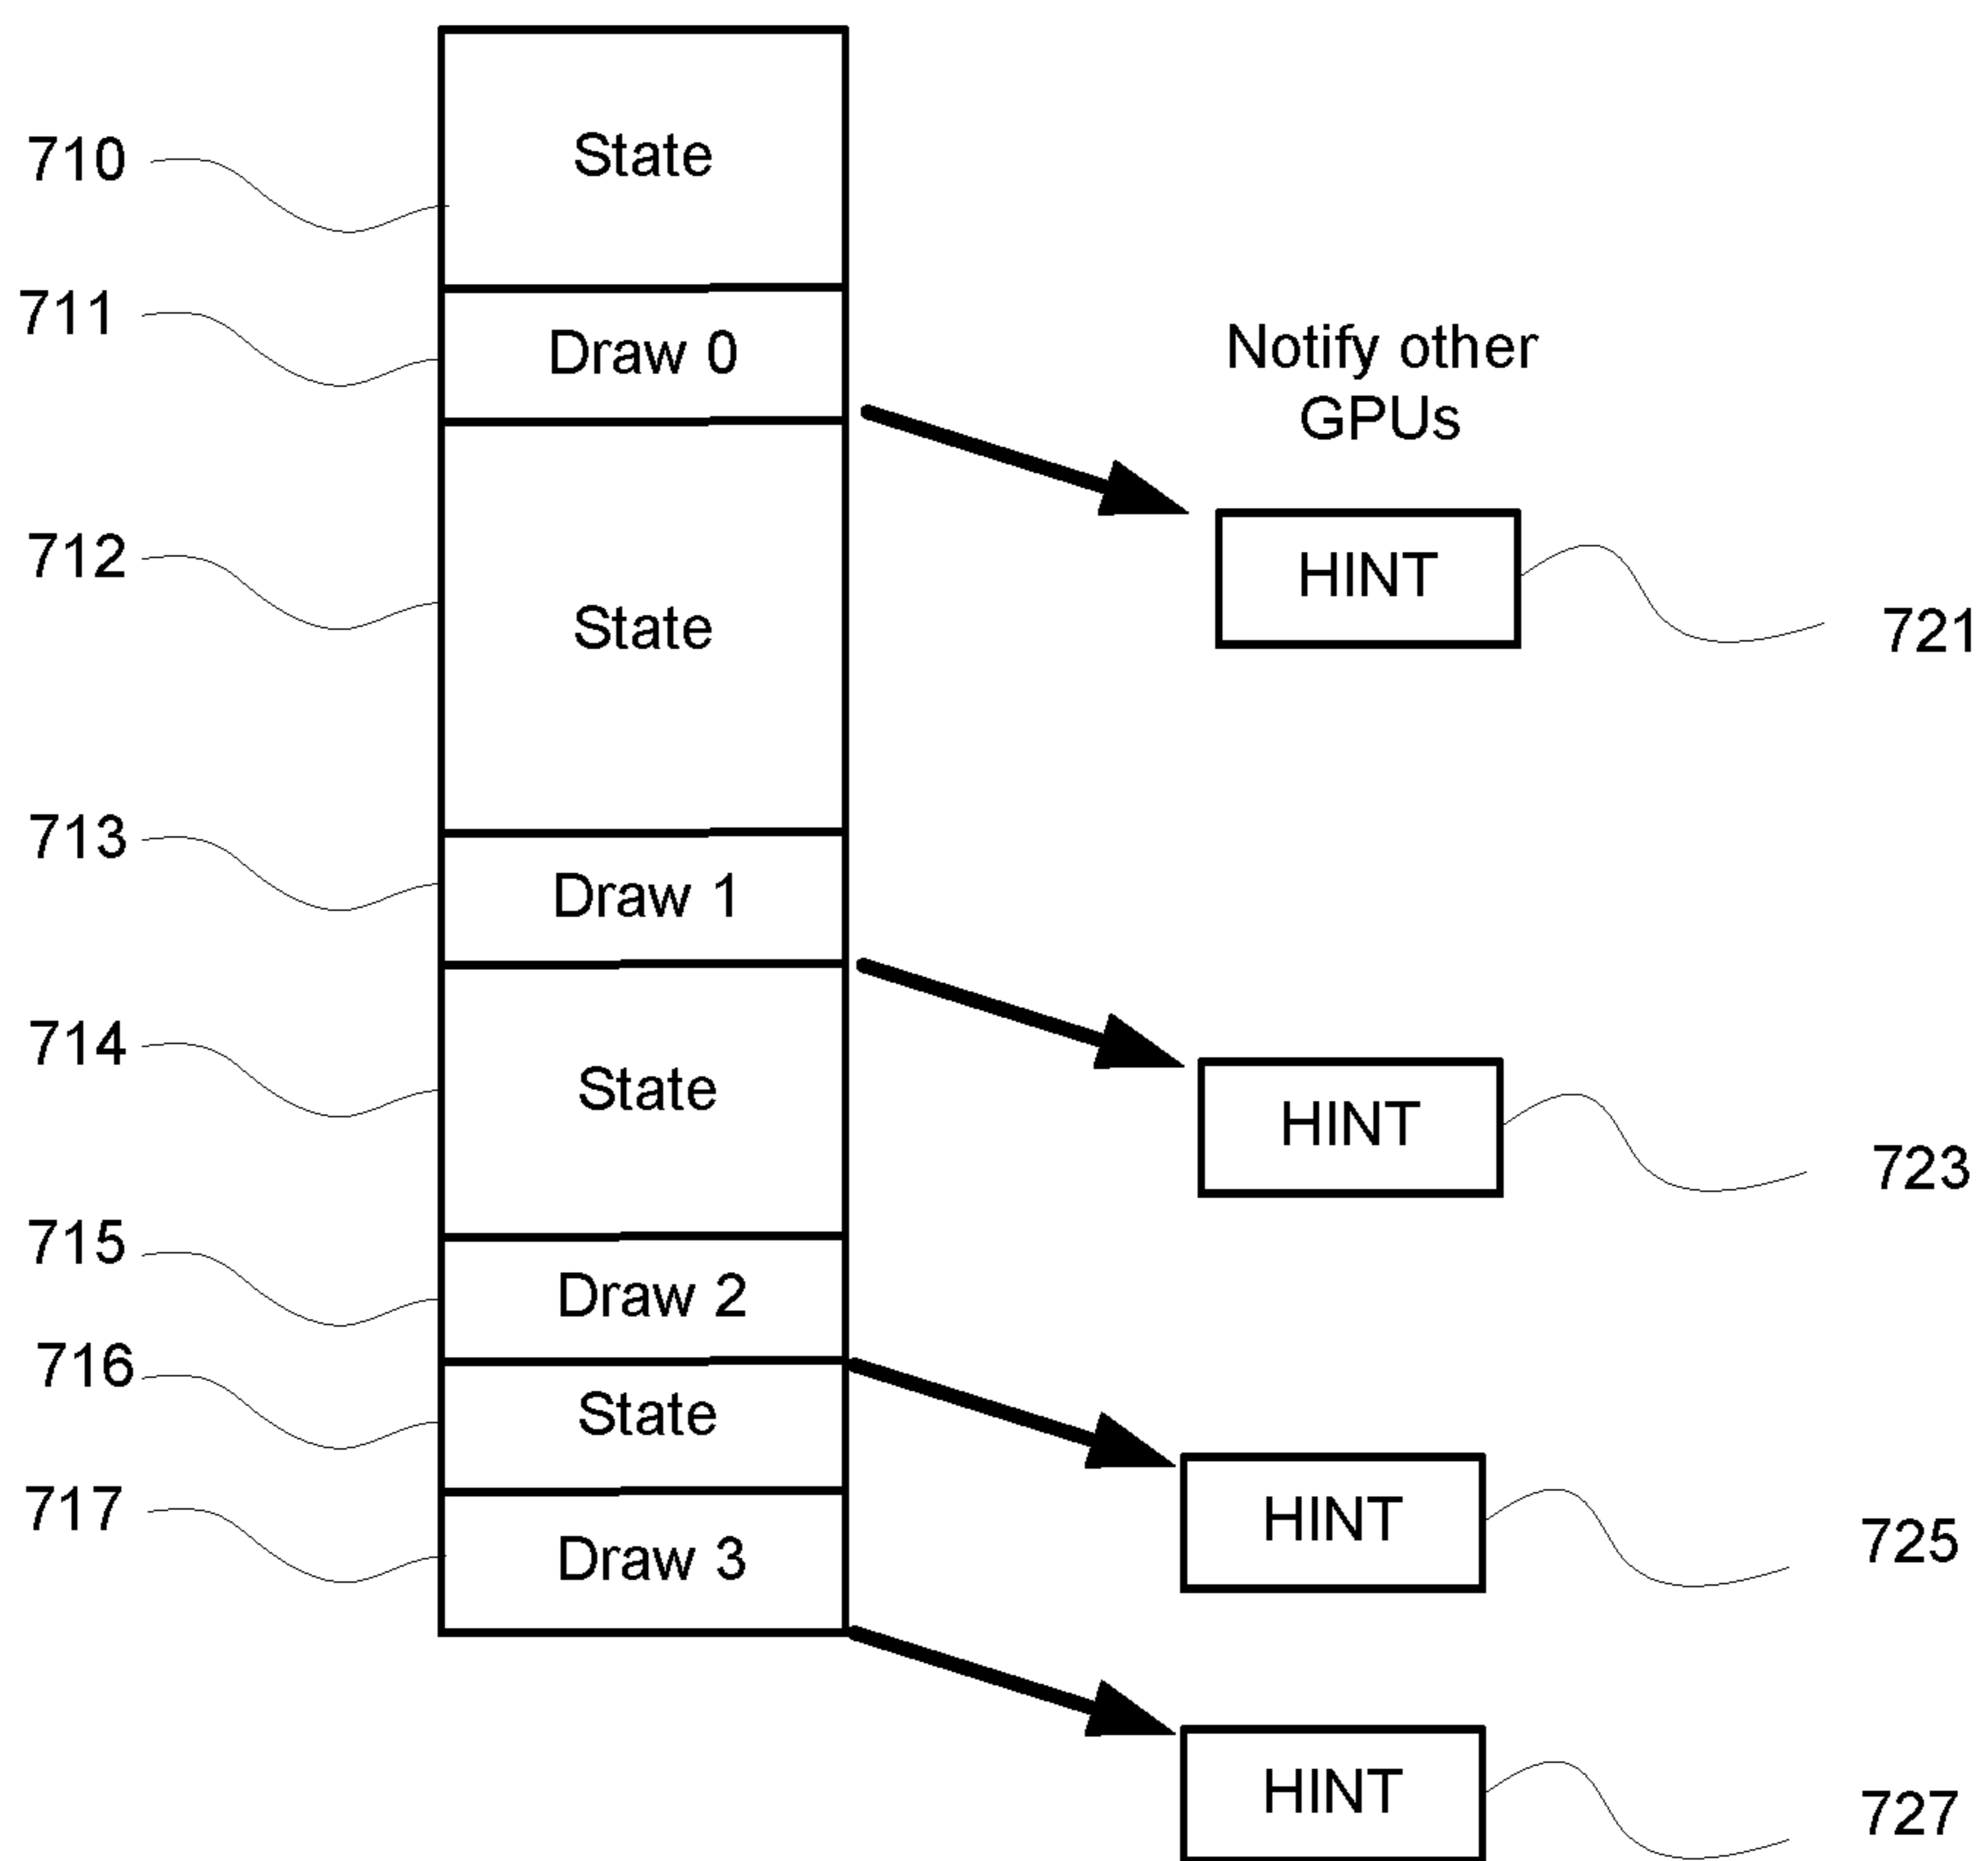 710
State
711
Draw 0
Notify other
GPUs
712
State
HINT
721
713
Draw 1
714
State
HINT
723
715
Draw 2
716
State
717
Draw 3
HINT
725
HINT
727